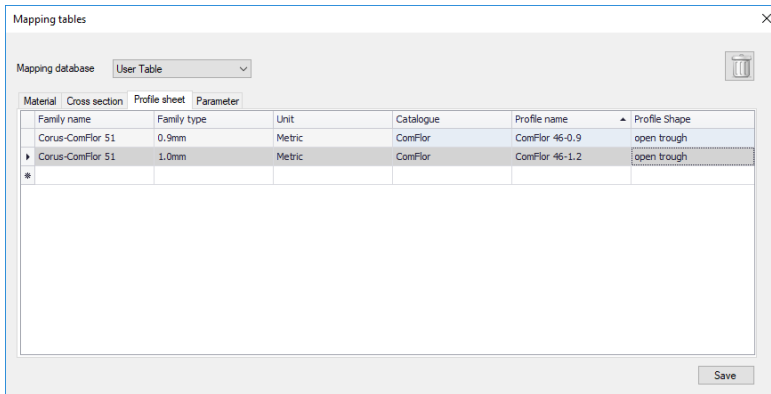 Mapping tables
Mapping database User Table
Material Cross section Profile sheet Parameter
Family name Family type Unit Catalogue Profile name Profile Shape
Corus-ComFlor 51 0.9mm Metric ComFlor ComFlor 46-0.9 open trough
Corus-ComFlor 51 1.0mm Metric ComFlor ComFlor 46-1.2 open trough
Save